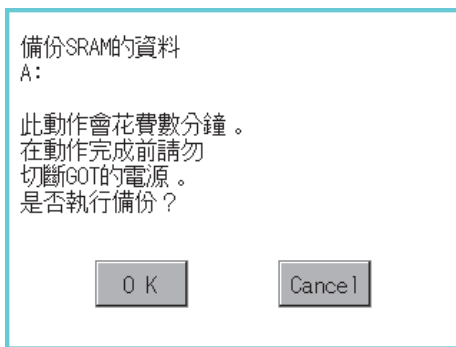 備份SRAM的資料
A:
此動作會花費數分鐘。
在動作完成前請勿
切斷GOT的電源。
是否執行備份？
OK
Cancel